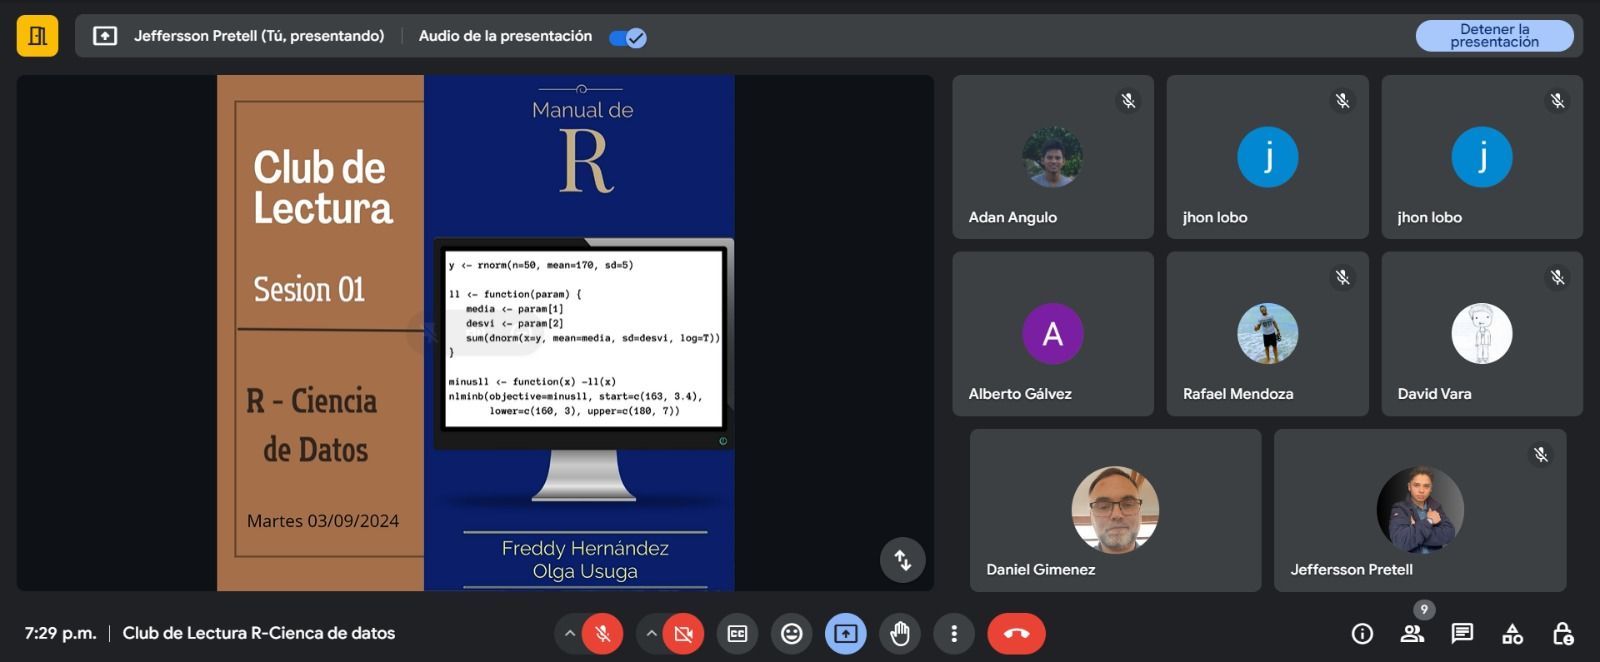 Jeffersson Pretell (Tú, presentando)
Audio de la presentación
Detener la
presentación
Club de
Lectura
Sesion 01
R - Ciencia
de Datos
Martes 03/09/2024
Manual de
R
y <- rnorm(n=50, mean=170, sd=5)
ll <- function(param) {
media <- param[1]
desvi <- param[2]
sum(dnorm(x=y, mean=media, sd=desvi, log=T))
}
minusll <- function(x) -ll(x)
nlminb(objective=minusll, start=c(163, 3.4),
lower=c(160, 3), upper=c(180, 7))
Freddy Hernández
Olga Usuga
Adan Angulo
j
jhon lobo
j
jhon lobo
A
Alberto Gálvez
Rafael Mendoza
David Vara
Daniel Gimenez
Jeffersson Pretell
7:29 p.m.
Club de Lectura R-Cienca de datos
CC
9